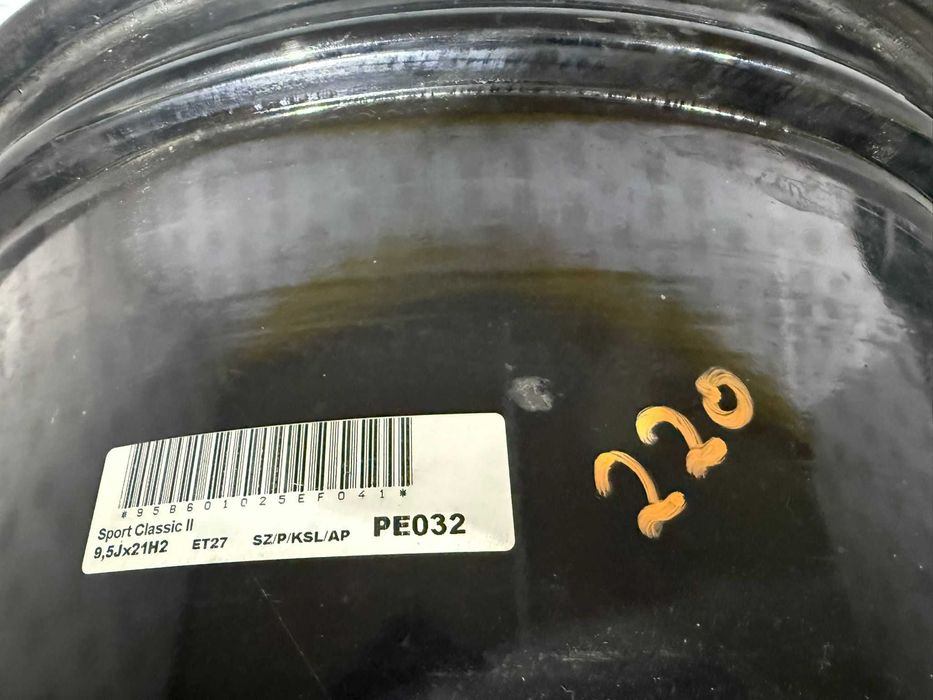 *95B601025EF041*
Sport Classic II
9,5Jx21H2 ET27 SZ/P/KSL/AP PE032
220